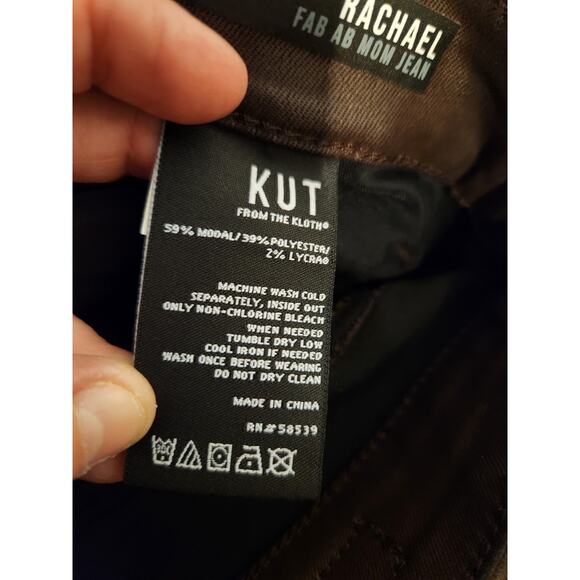 RACHAEL
FAB AB MOM JEAN
KUT
FROM THE KLOTH®
59% MODAL/39% POLYESTER/
2% LYCRA®
MACHINE WASH COLD
SEPARATELY, INSIDE OUT
ONLY NON-CHLORINE BLEACH
WHEN NEEDED
TUMBLE DRY LOW
COOL IRON IF NEEDED
WASH ONCE BEFORE WEARING
DO NOT DRY CLEAN
MADE IN CHINA
RN#58539
30C